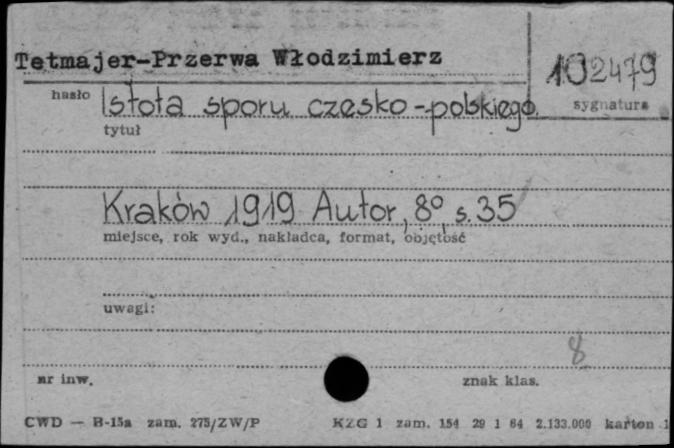 Tetmajer-Przerwa Włodzimierz
102479
hasło
sygnatura
Istota sporu czesko-polskiego.
tytuł
Kraków 1919 Autor, 8° s. 35
miejsce, rok wyd., nakładca, format, objętość
uwagi:
8
nr inw.
znak klas.
CWD — B-15a zam. 275/ZW/P
KZG 1 zam. 154 29 1 64 2.133.000 karton 1